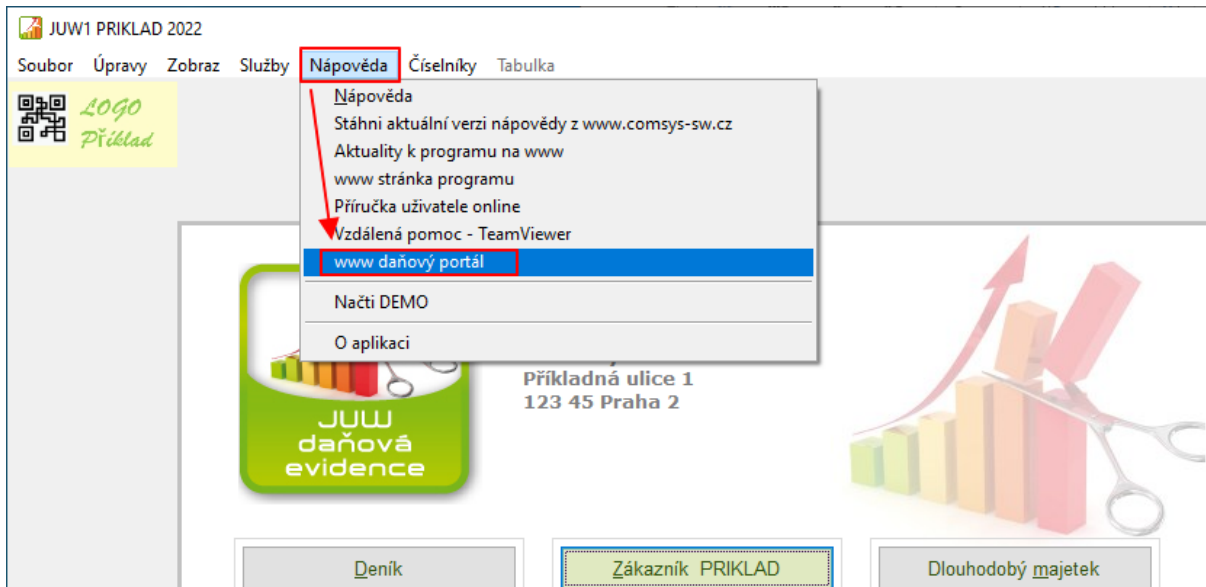 JUW1 PRIKLAD 2022
Soubor Úpravy Zobraz Služby Nápověda Číselníky Tabulka
LOGO
Příklad
Nápověda
Stáhni aktuální verzi nápovědy z www.comsys-sw.cz
Aktuality k programu na www
www stránka programu
Příručka uživatele online
Vzdálená pomoc - TeamViewer
www daňový portál
Načti DEMO
O aplikaci
Příkladná ulice 1
123 45 Praha 2
JUW
daňová
evidence
Deník
Zákazník PRIKLAD
Dlouhodobý majetek